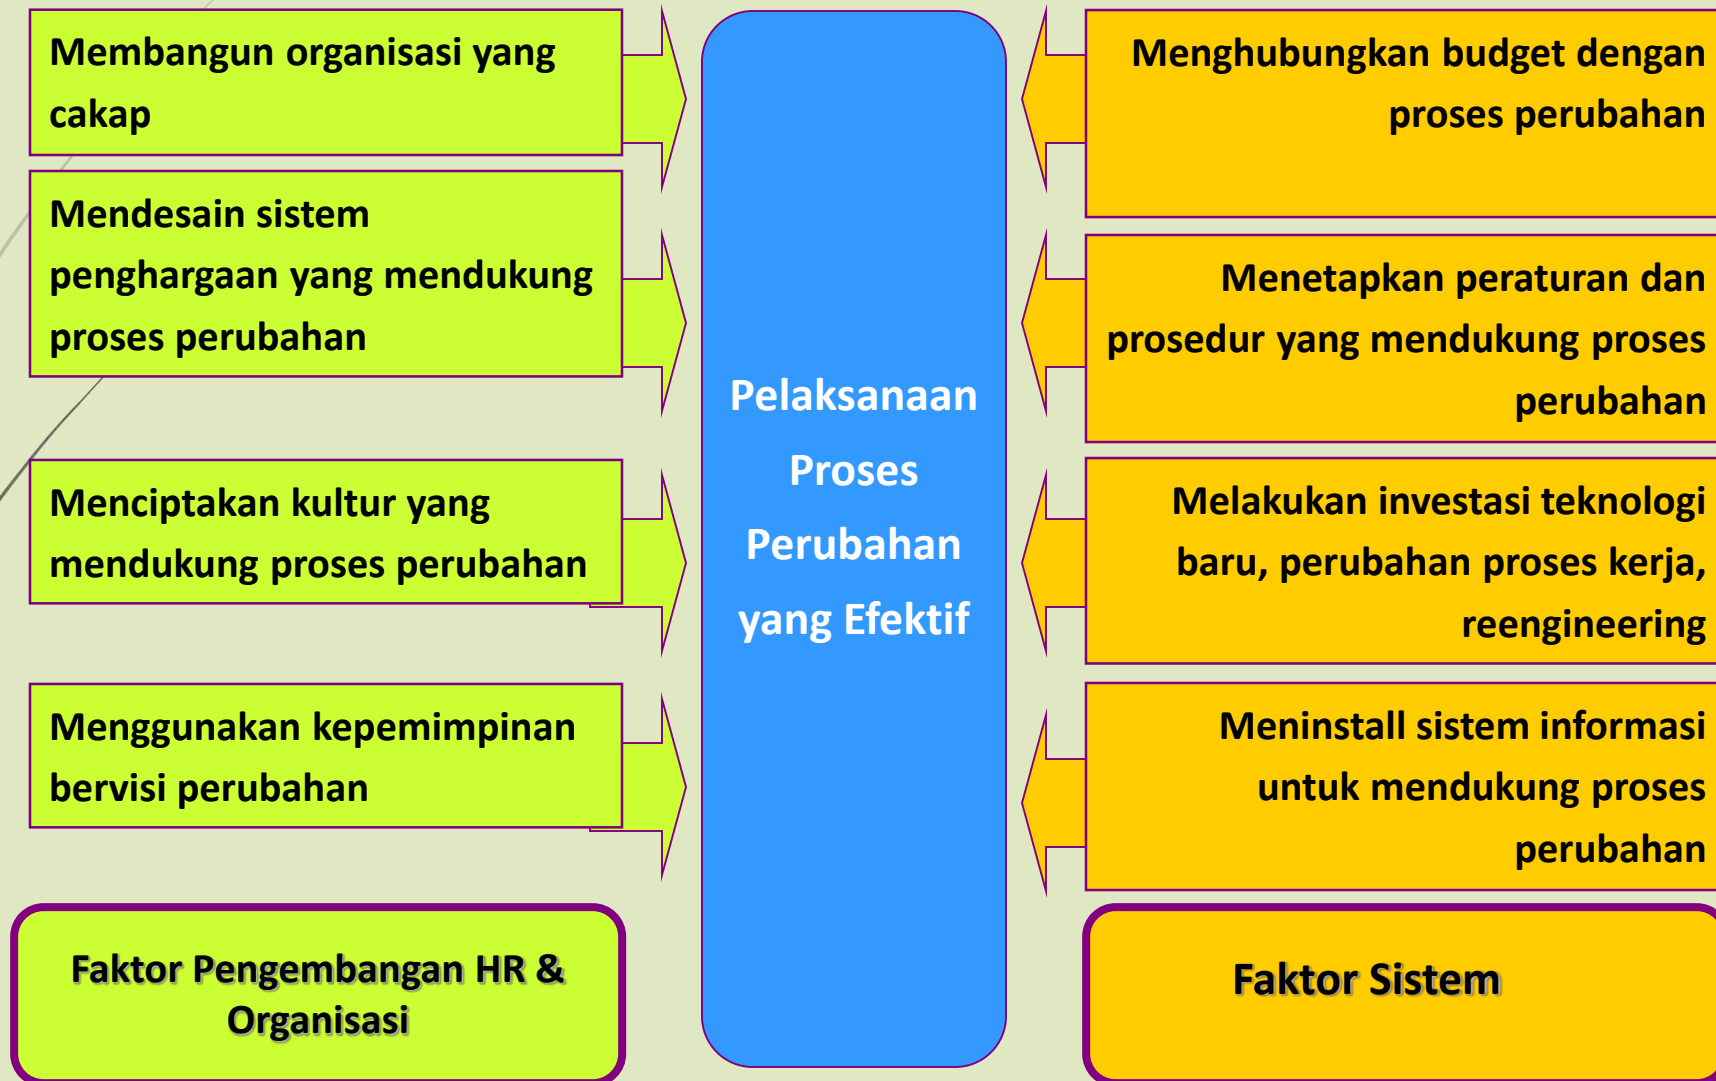 Membangun organisasi yang
cakap
Mendesain sistem
penghargaan yang mendukung
proses perubahan
Menciptakan kultur yang
mendukung proses perubahan
Menggunakan kepemimpinan
bervisi perubahan
Faktor Pengembangan HR &
Organisasi
Pelaksanaan
Proses
Perubahan
yang Efektif
Menghubungkan budget dengan
proses perubahan
Menetapkan peraturan dan
prosedur yang mendukung proses
perubahan
Melakukan investasi teknologi
baru, perubahan proses kerja,
reengineering
Meninstall sistem informasi
untuk mendukung proses
perubahan
Faktor Sistem